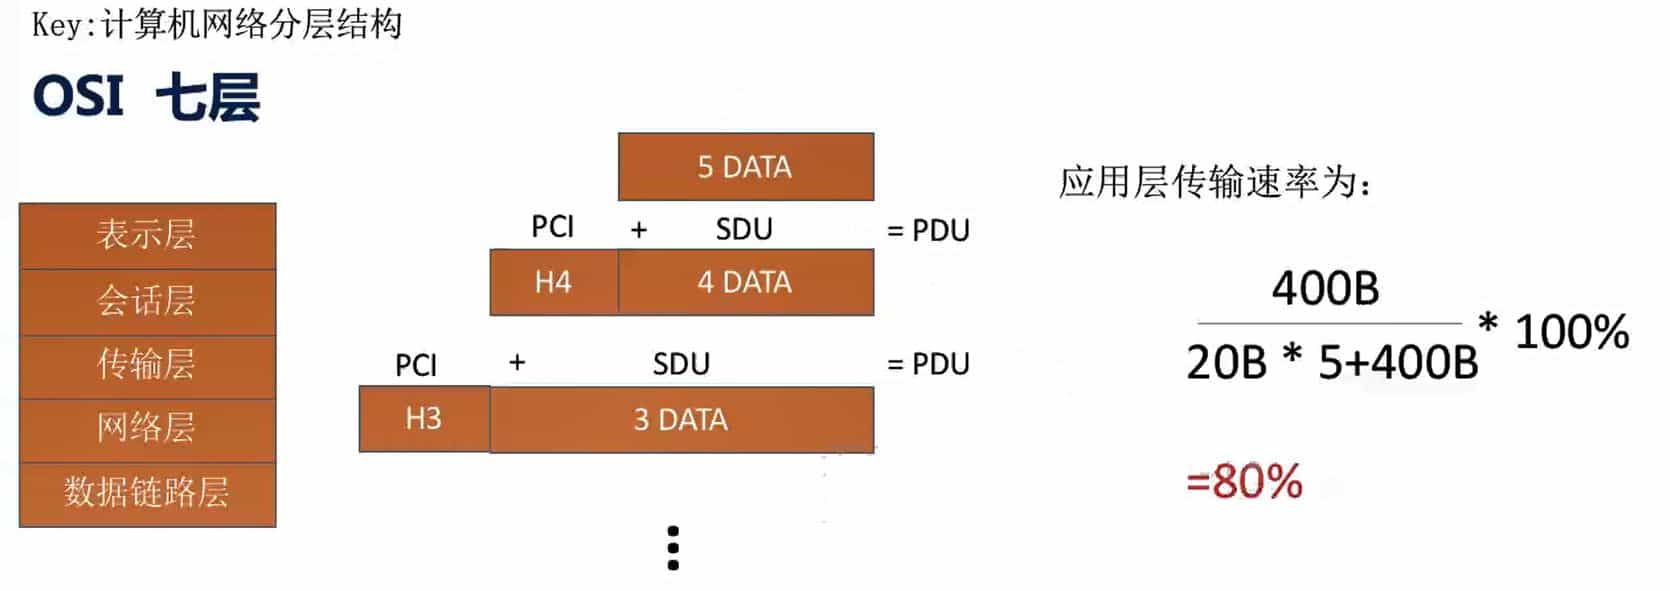 Key:计算机网络分层结构
OSI 七层
表示层
会话层
传输层
网络层
数据链路层
5 DATA
PCI + SDU = PDU
H4 4 DATA
PCI + SDU = PDU
H3 3 DATA
应用层传输速率为：
400B
20B * 5+400B
* 100%
=80%